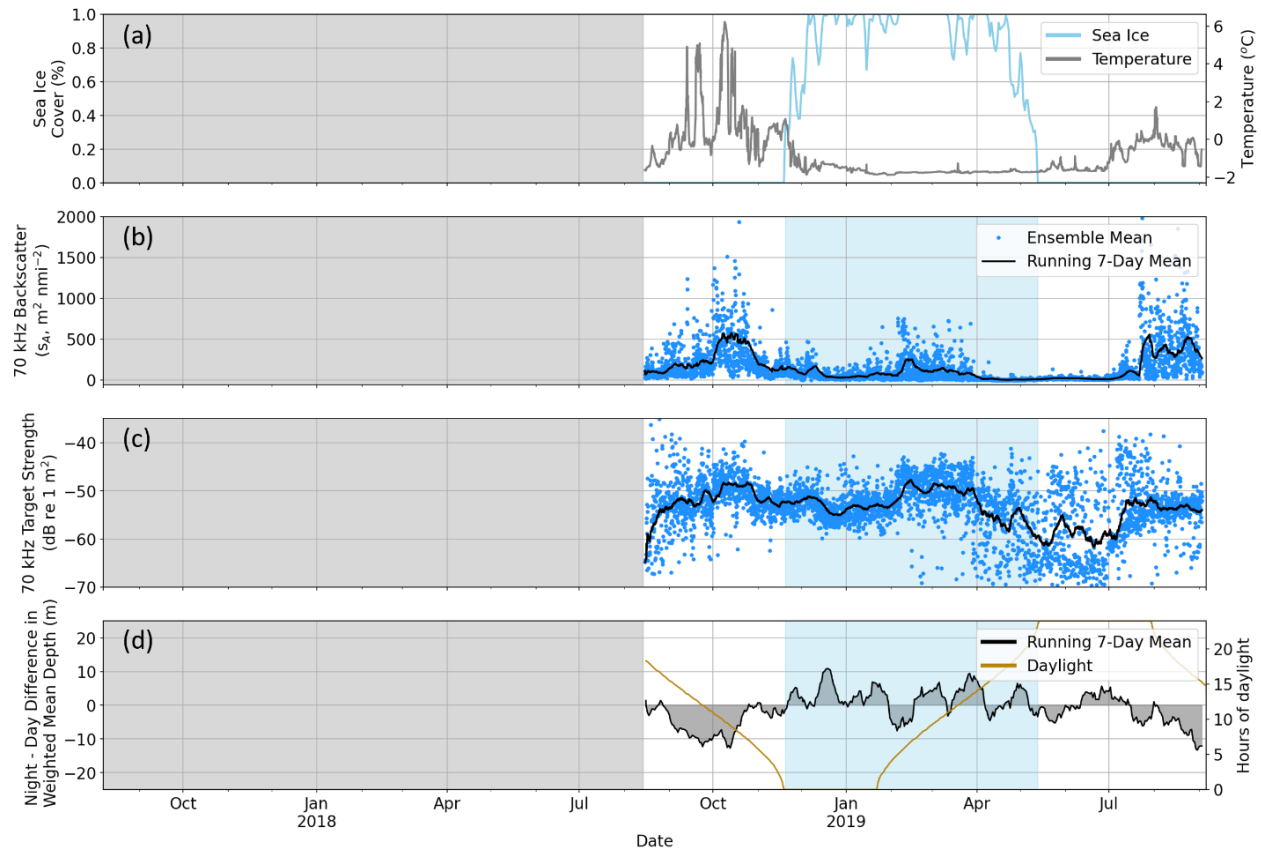 (a)
1.0
0.8
0.6
0.4
0.2
0.0
Sea Ice
Cover (%)
Sea Ice
Temperature
6
4
2
0
−2
Temperature (°C)
(b)
2000
1500
1000
500
0
70 kHz Backscatter
(sA, m² nmi⁻²)
Ensemble Mean
Running 7-Day Mean
(c)
−40
−50
−60
−70
70 kHz Target Strength
(dB re 1 m²)
(d)
20
10
0
−10
−20
Night - Day Difference in
Weighted Mean Depth (m)
Running 7-Day Mean
Daylight
20
15
10
5
0
Hours of daylight
Oct
Jan
2018
Apr
Jul
Oct
Jan
2019
Apr
Jul
Date